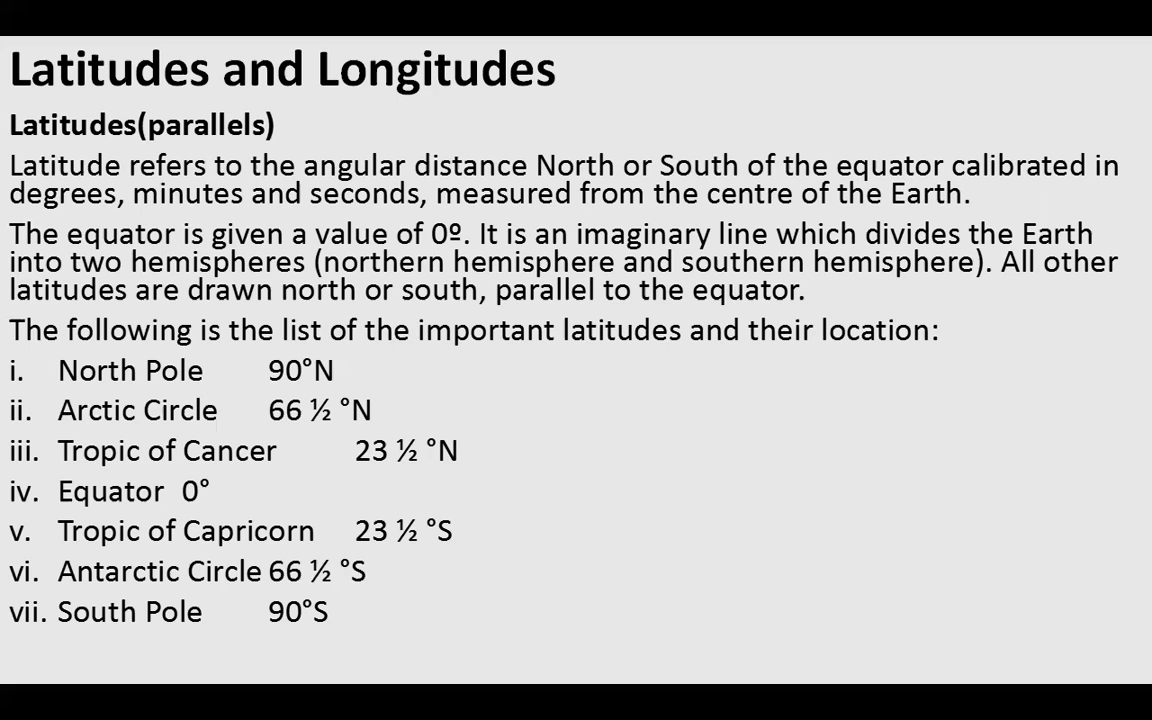 Latitudes and Longitudes
Latitudes(parallels)
Latitude refers to the angular distance North or South of the equator calibrated in
degrees, minutes and seconds, measured from the centre of the Earth.
The equator is given a value of 0º. It is an imaginary line which divides the Earth
into two hemispheres (northern hemisphere and southern hemisphere). All other
latitudes are drawn north or south, parallel to the equator.
The following is the list of the important latitudes and their location:
i. North Pole 90°N
ii. Arctic Circle 66 ½ °N
iii. Tropic of Cancer 23 ½ °N
iv. Equator 0°
v. Tropic of Capricorn 23 ½ °S
vi. Antarctic Circle 66 ½ °S
vii. South Pole 90°S